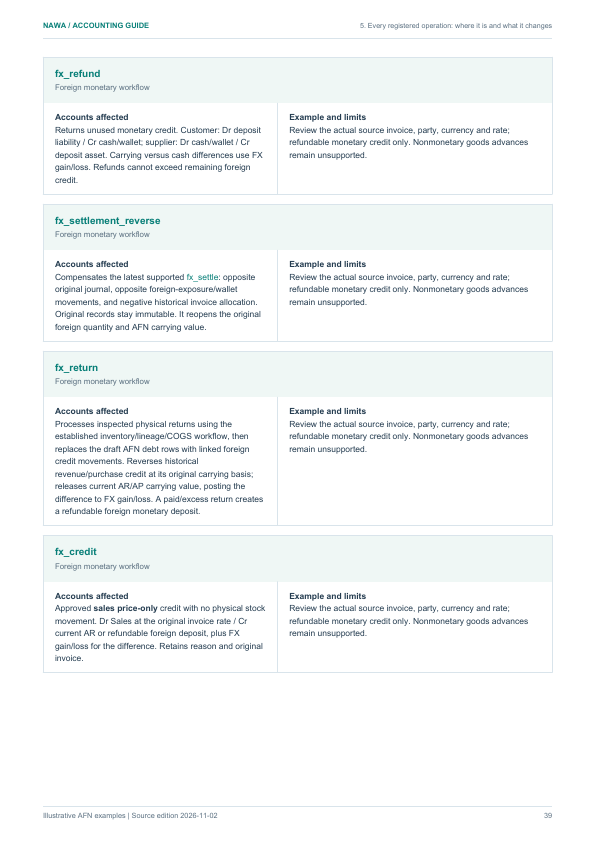 NAWA / ACCOUNTING GUIDE
5. Every registered operation: where it is and what it changes
fx_refund
Foreign monetary workflow
Accounts affected
Returns unused monetary credit. Customer: Dr deposit
liability / Cr cash/wallet; supplier: Dr cash/wallet / Cr
deposit asset. Carrying versus cash differences use FX
gain/loss. Refunds cannot exceed remaining foreign
credit.
Example and limits
Review the actual source invoice, party, currency and rate;
refundable monetary credit only. Nonmonetary goods advances
remain unsupported.
fx_settlement_reverse
Foreign monetary workflow
Accounts affected
Compensates the latest supported fx_settle: opposite
original journal, opposite foreign-exposure/wallet
movements, and negative historical invoice allocation.
Original records stay immutable. It reopens the original
foreign quantity and AFN carrying value.
Example and limits
Review the actual source invoice, party, currency and rate;
refundable monetary credit only. Nonmonetary goods advances
remain unsupported.
fx_return
Foreign monetary workflow
Accounts affected
Processes inspected physical returns using the
established inventory/lineage/COGS workflow, then
replaces the draft AFN debt rows with linked foreign
credit movements. Reverses historical
revenue/purchase credit at its original carrying basis;
releases current AR/AP carrying value, posting the
difference to FX gain/loss. A paid/excess return creates
a refundable foreign monetary deposit.
Example and limits
Review the actual source invoice, party, currency and rate;
refundable monetary credit only. Nonmonetary goods advances
remain unsupported.
fx_credit
Foreign monetary workflow
Accounts affected
Approved sales price-only credit with no physical stock
movement. Dr Sales at the original invoice rate / Cr
current AR or refundable foreign deposit, plus FX
gain/loss for the difference. Retains reason and original
invoice.
Example and limits
Review the actual source invoice, party, currency and rate;
refundable monetary credit only. Nonmonetary goods advances
remain unsupported.
Illustrative AFN examples | Source edition 2026-11-02
39